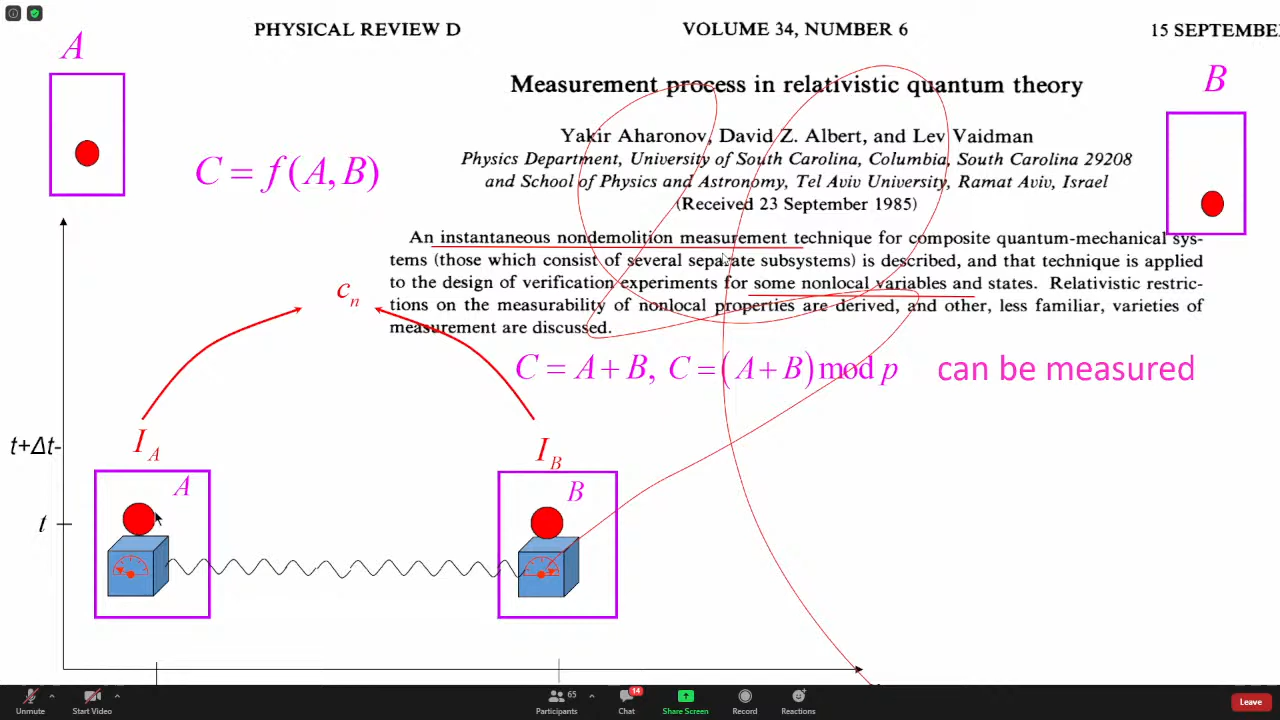 PHYSICAL REVIEW D
VOLUME 34, NUMBER 6
15 SEPTEMBE
A
B
Measurement process in relativistic quantum theory
Yakir Aharonov, David Z. Albert, and Lev Vaidman
Physics Department, University of South Carolina, Columbia, South Carolina 29208
and School of Physics and Astronomy, Tel Aviv University, Ramat Aviv, Israel
(Received 23 September 1985)
C = f(A, B)
An instantaneous nondemolition measurement technique for composite quantum-mechanical sys-
tems (those which consist of several separate subsystems) is described, and that technique is applied
to the design of verification experiments for some nonlocal variables and states. Relativistic restric-
tions on the measurability of nonlocal properties are derived, and other, less familiar, varieties of
measurement are discussed.
c_n
C = A + B, C = (A + B) mod p can be measured
t+Δt
I_A
I_B
A
B
t
Unmute
Start Video
65
Participants
14
Chat
Share Screen
Record
Reactions
Leave